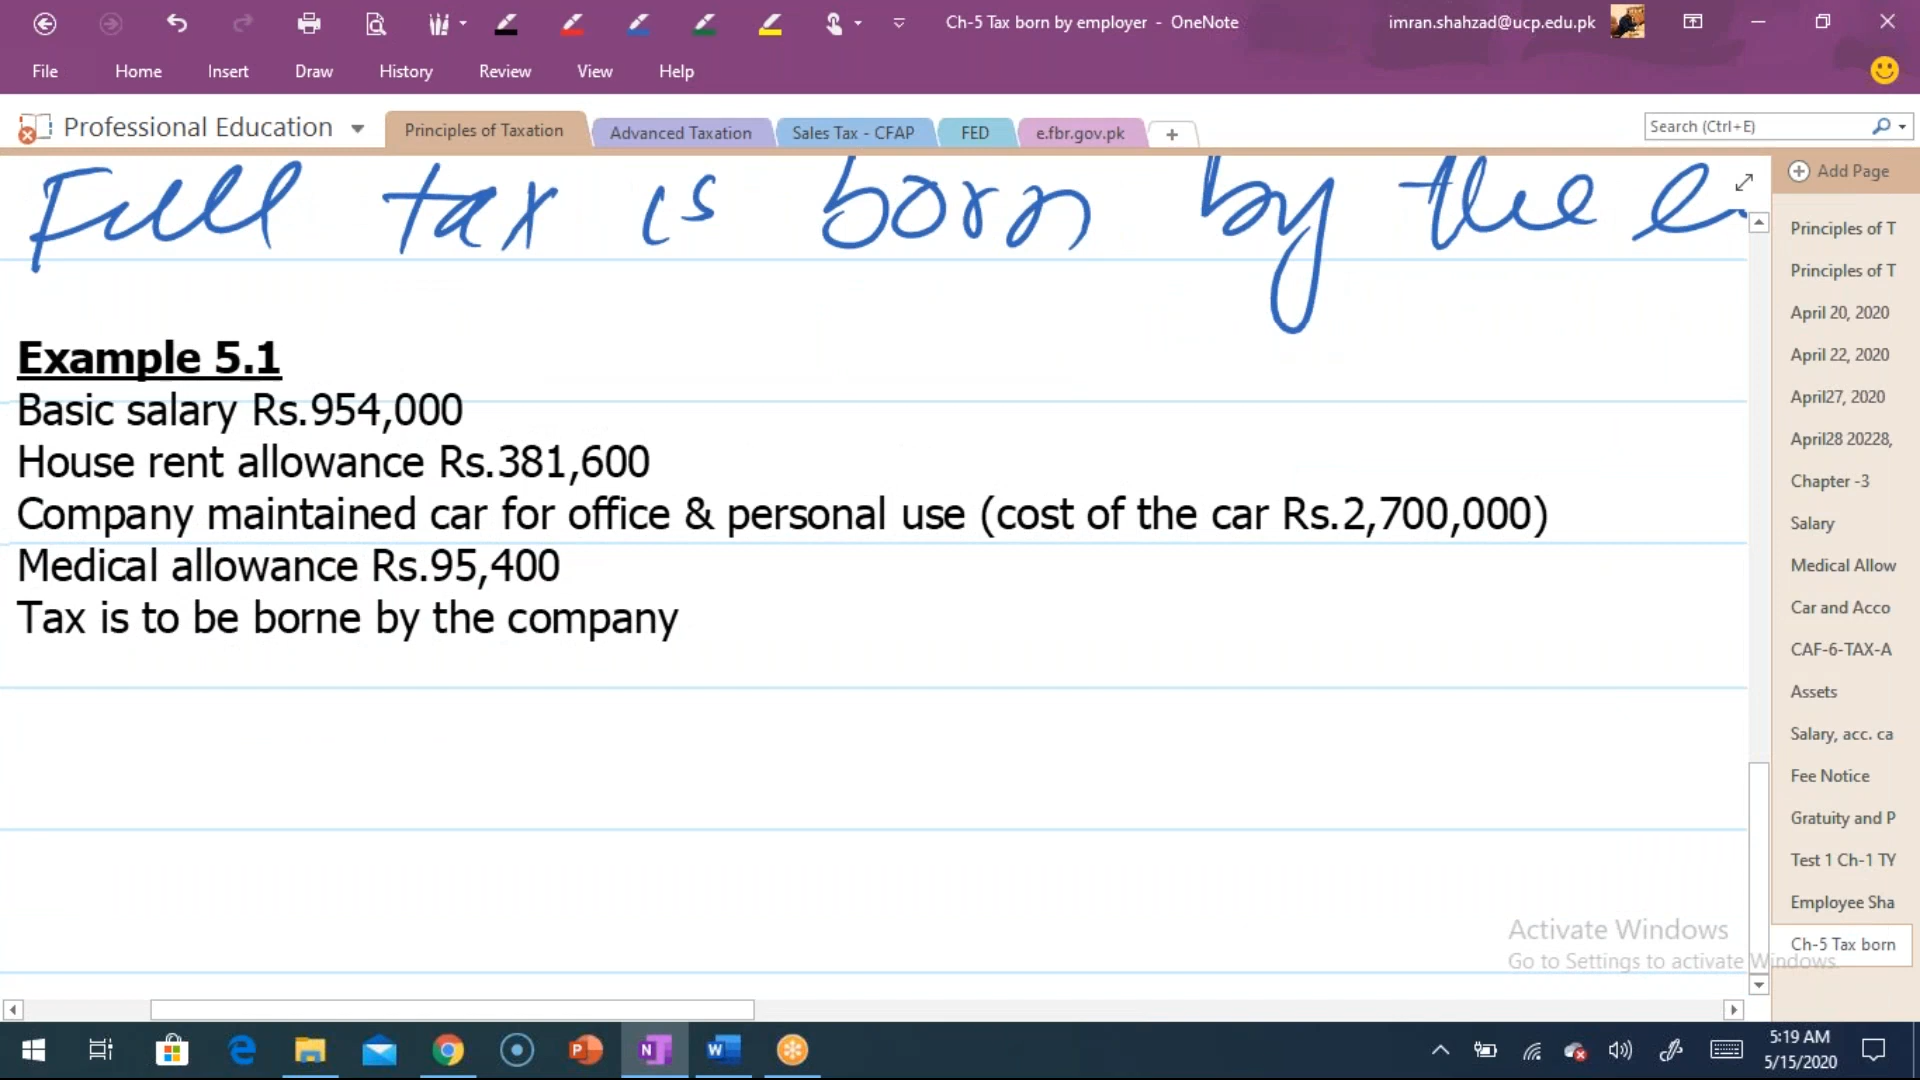 Ch-5 Tax born by employer - OneNote
imran.shahzad@ucp.edu.pk
File Home Insert Draw History Review View Help
Professional Education
Principles of Taxation Advanced Taxation Sales Tax - CFAP FED e.fbr.gov.pk +
Search (Ctrl+E)
Full tax is born by the e
Example 5.1
Basic salary Rs.954,000
House rent allowance Rs.381,600
Company maintained car for office & personal use (cost of the car Rs.2,700,000)
Medical allowance Rs.95,400
Tax is to be borne by the company
Add Page
Principles of T
Principles of T
April 20, 2020
April 22, 2020
April27, 2020
April28 20228,
Chapter -3
Salary
Medical Allow
Car and Acco
CAF-6-TAX-A
Assets
Salary, acc. ca
Fee Notice
Gratuity and P
Test 1 Ch-1 TY
Employee Sha
Ch-5 Tax born
Activate Windows
Go to Settings to activate Windows.
5:19 AM
5/15/2020